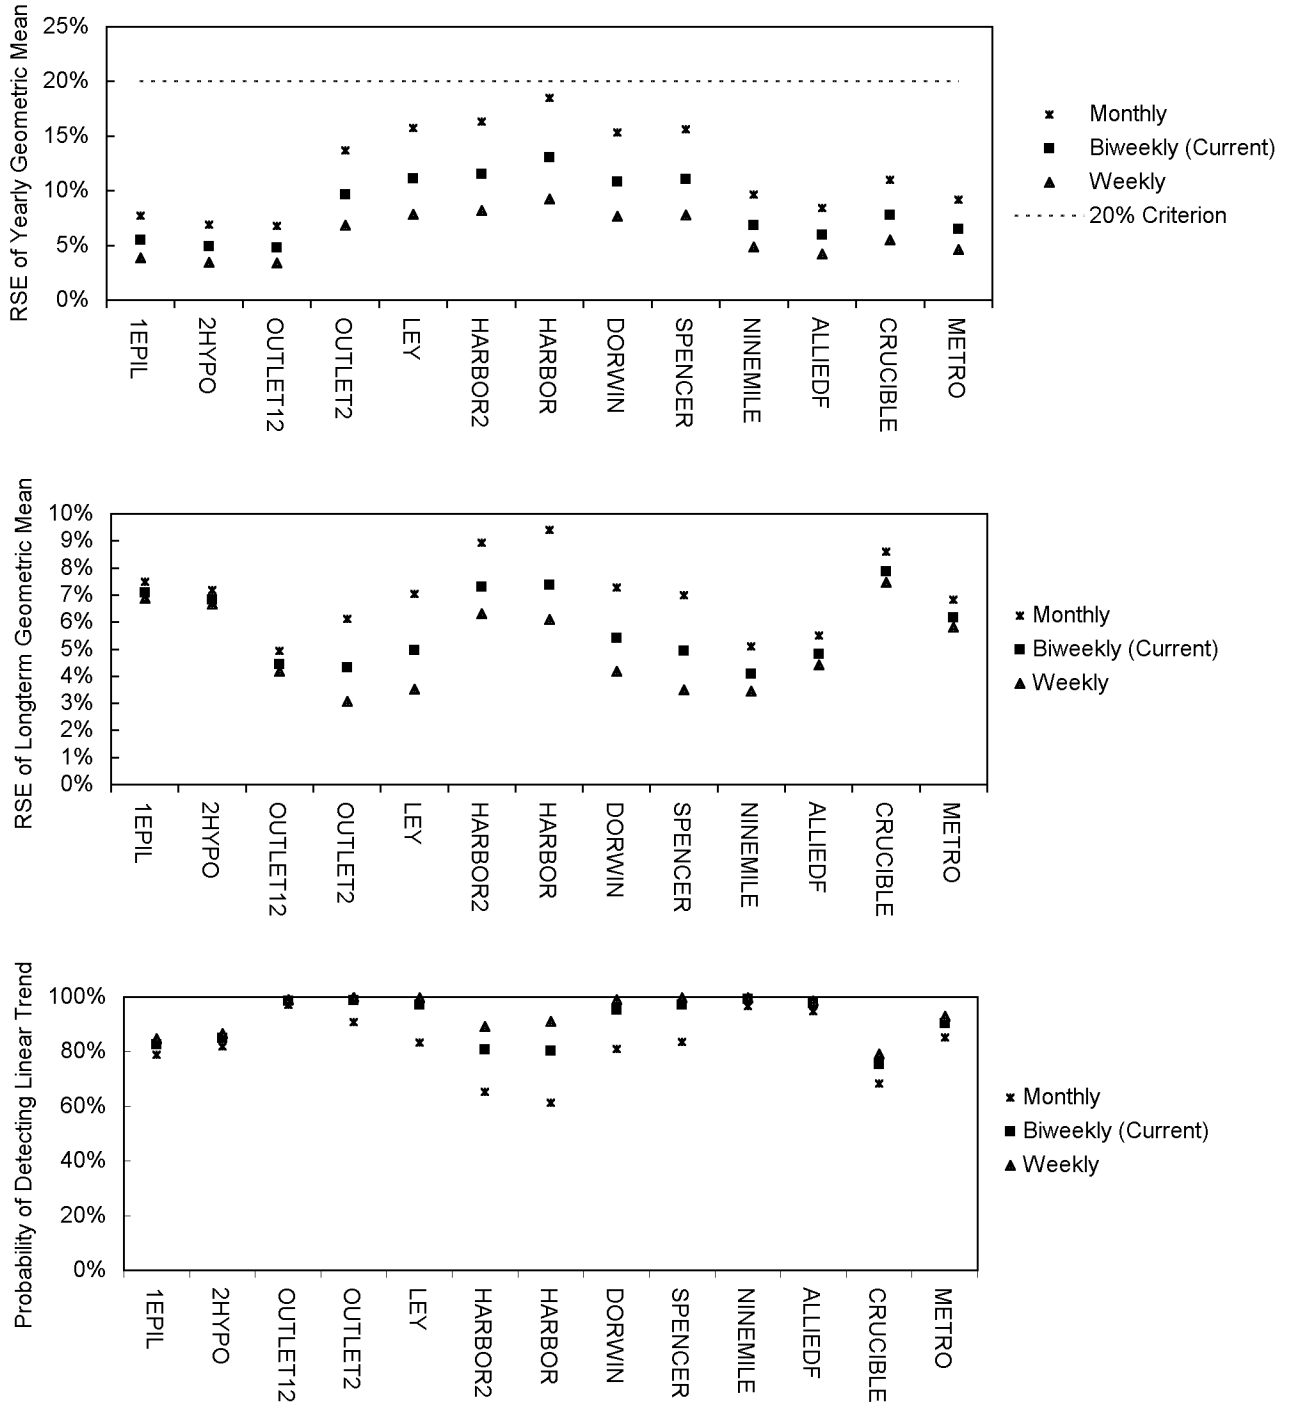 RSE of Yearly Geometric Mean
25%
20%
15%
10%
5%
0%
1EPIL
2HYPO
OUTLET12
OUTLET2
LEY
HARBOR2
HARBOR
DORWIN
SPENCER
NINEMILE
ALLIEDF
CRUCIBLE
METRO
Monthly
Biweekly (Current)
Weekly
20% Criterion
RSE of Longterm Geometric Mean
10%
9%
8%
7%
6%
5%
4%
3%
2%
1%
0%
1EPIL
2HYPO
OUTLET12
OUTLET2
LEY
HARBOR2
HARBOR
DORWIN
SPENCER
NINEMILE
ALLIEDF
CRUCIBLE
METRO
Monthly
Biweekly (Current)
Weekly
Probability of Detecting Linear Trend
100%
80%
60%
40%
20%
0%
1EPIL
2HYPO
OUTLET12
OUTLET2
LEY
HARBOR2
HARBOR
DORWIN
SPENCER
NINEMILE
ALLIEDF
CRUCIBLE
METRO
Monthly
Biweekly (Current)
Weekly